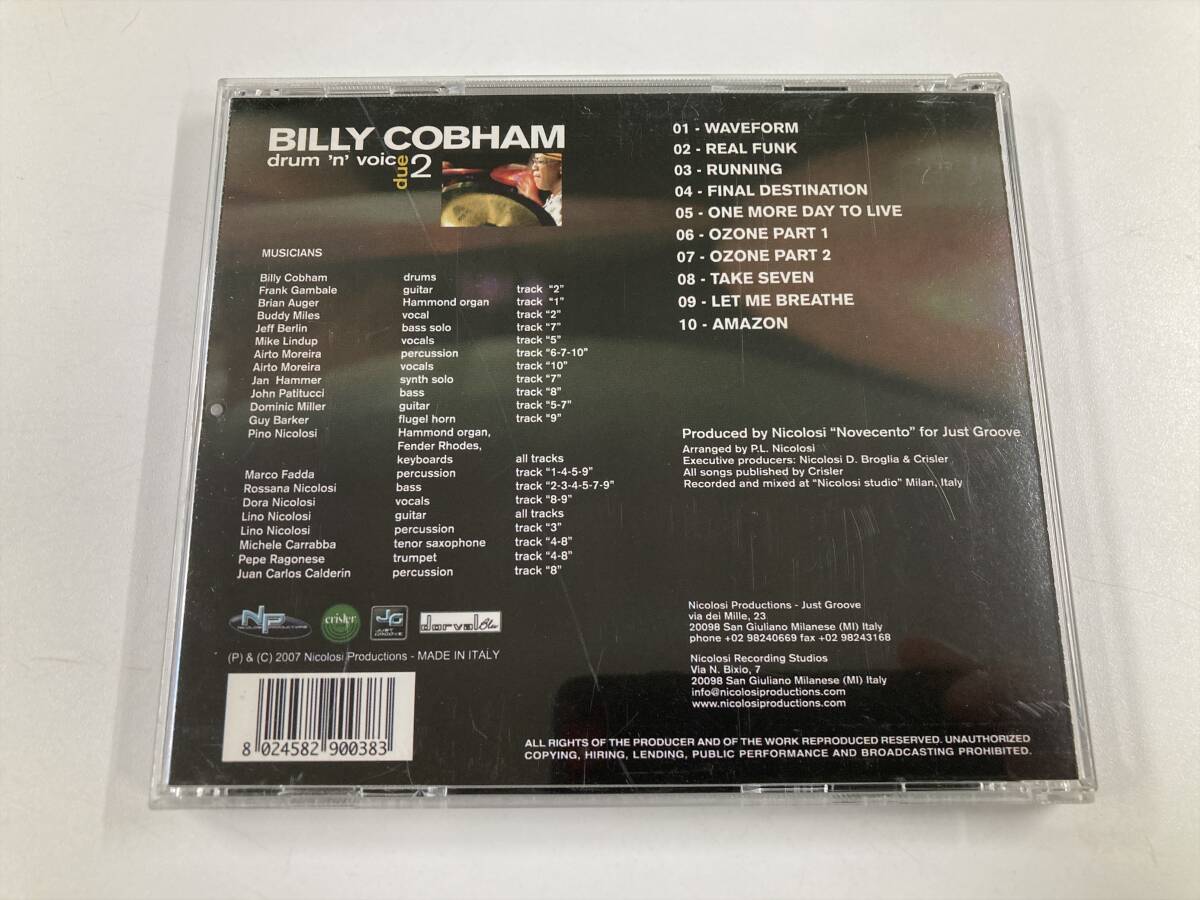 BILLY COBHAM
drum 'n' voice
due 2
MUSICIANS
Billy Cobham drums
Frank Gambale guitar track "2"
Brian Auger Hammond organ track "1"
Buddy Miles vocal track "2"
Jeff Berlin bass solo track "7"
Mike Lindup vocals track "5"
Airto Moreira percussion track "6-7-10"
Airto Moreira vocals track "10"
Jan Hammer synth solo track "7"
John Patitucci bass track "8"
Dominic Miller guitar track "5-7"
Guy Barker flugel horn track "9"
Pino Nicolosi Hammond organ,
Fender Rhodes,
keyboards all tracks
Marco Fadda percussion track "1-4-5-9"
Rossana Nicolosi bass track "2-3-4-5-7-9"
Dora Nicolosi vocals track "8-9"
Lino Nicolosi guitar all tracks
Lino Nicolosi percussion track "3"
Michele Carrabba tenor saxophone track "4-8"
Pepe Ragonese trumpet track "4-8"
Juan Carlos Calderin percussion track "8"
NP
NICOLOSI PRODUCTIONS
crisler
JG
JUST GROOVE
dorval Blu
(P) & (C) 2007 Nicolosi Productions - MADE IN ITALY
8 024582 900383
01 - WAVEFORM
02 - REAL FUNK
03 - RUNNING
04 - FINAL DESTINATION
05 - ONE MORE DAY TO LIVE
06 - OZONE PART 1
07 - OZONE PART 2
08 - TAKE SEVEN
09 - LET ME BREATHE
10 - AMAZON
Produced by Nicolosi "Novecento" for Just Groove
Arranged by P.L. Nicolosi
Executive producers: Nicolosi D. Broglia & Crisler
All songs published by Crisler
Recorded and mixed at "Nicolosi studio" Milan, Italy
Nicolosi Productions - Just Groove
via dei Mille, 23
20098 San Giuliano Milanese (MI) Italy
phone +02 98240669 fax +02 98243168
Nicolosi Recording Studios
Via N. Bixio, 7
20098 San Giuliano Milanese (MI) Italy
info@nicolosiproductions.com
www.nicolosiproductions.com
ALL RIGHTS OF THE PRODUCER AND OF THE WORK REPRODUCED RESERVED. UNAUTHORIZED
COPYING, HIRING, LENDING, PUBLIC PERFORMANCE AND BROADCASTING PROHIBITED.